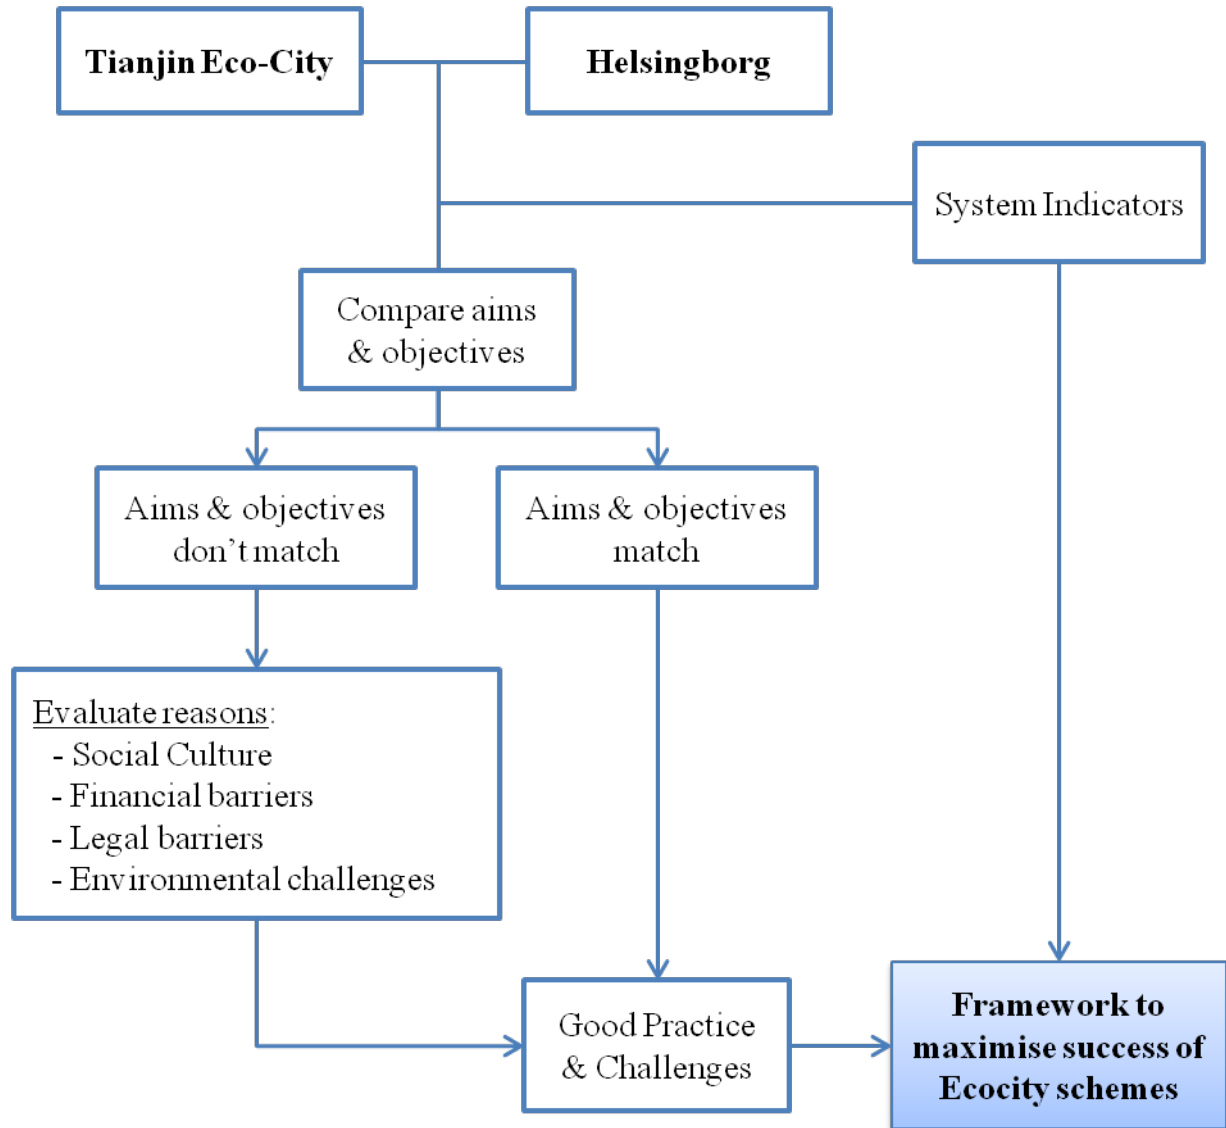 Tianjin Eco-City
Helsingborg
System Indicators
Compare aims
& objectives
Aims & objectives
don't match
Aims & objectives
match
Evaluate reasons:
- Social Culture
- Financial barriers
- Legal barriers
- Environmental challenges
Good Practice
& Challenges
Framework to
maximise success of
Ecocity schemes